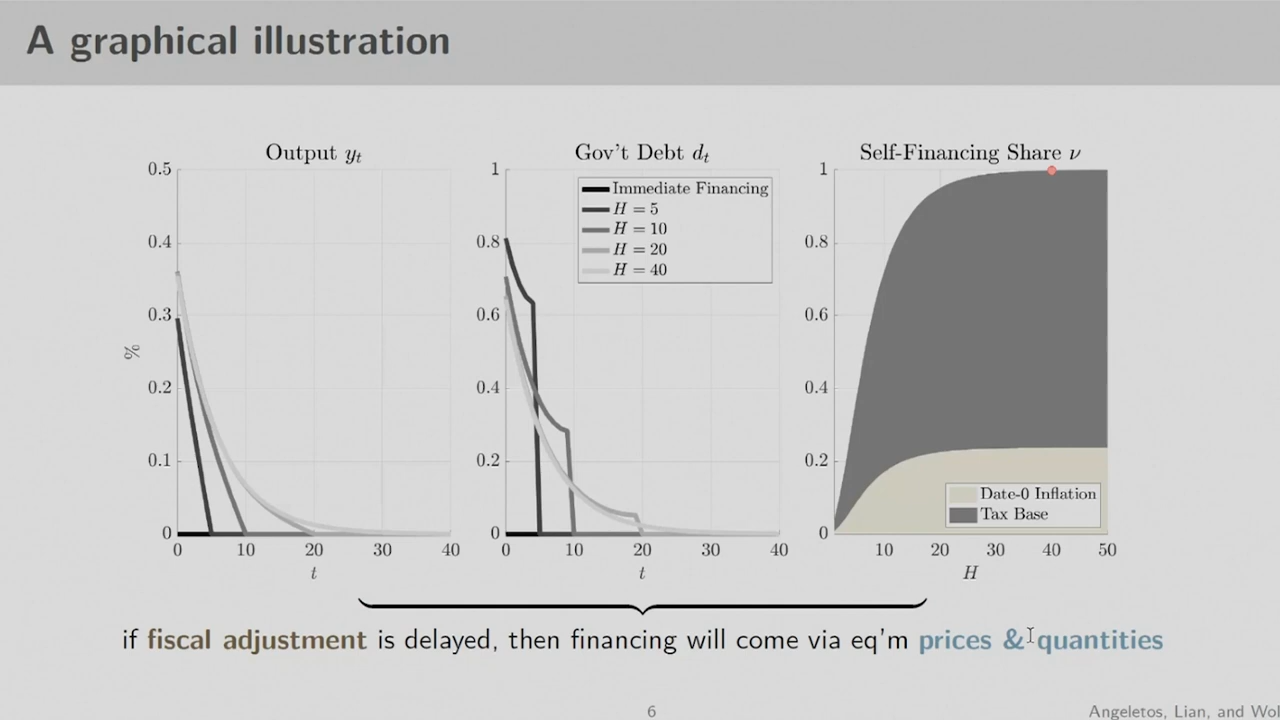 A graphical illustration
Output y_t
0.5
0.4
0.3
0.2
0.1
0
%
0 10 20 30 40
t
Gov't Debt d_t
1
0.8
0.6
0.4
0.2
0
Immediate Financing
H = 5
H = 10
H = 20
H = 40
0 10 20 30 40
t
Self-Financing Share ν
1
0.8
0.6
0.4
0.2
0
Date-0 Inflation
Tax Base
10 20 30 40 50
H
if fiscal adjustment is delayed, then financing will come via eq'm prices & quantities
6
Angeletos, Lian, and Wol